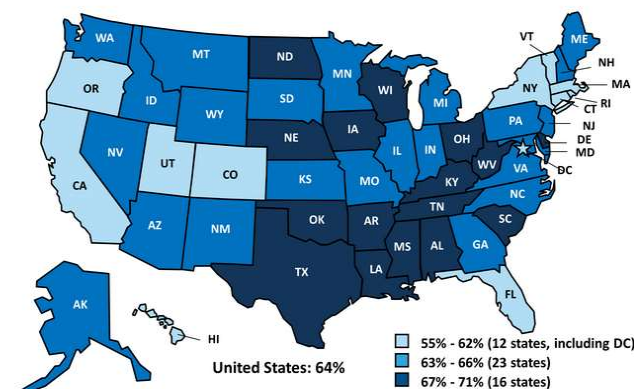 WA
MT
ND
MN
OR
ID
WY
SD
WI
MI
VT
ME
NH
NY
MA
RI
CT
NV
UT
CO
NE
IA
IL
IN
OH
PA
NJ
DE
MD
DC
CA
KS
MO
KY
WV
VA
AZ
NM
OK
AR
TN
NC
SC
TX
LA
MS
AL
GA
FL
AK
HI
United States: 64%
55% - 62% (12 states, including DC)
63% - 66% (23 states)
67% - 71% (16 states)